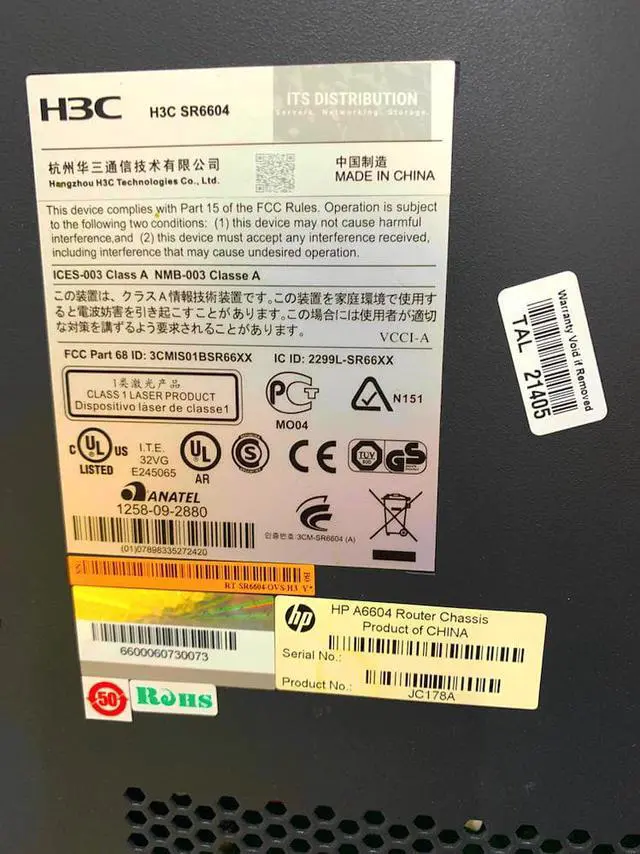 H3C
H3C SR6604
ITS DISTRIBUTION
Servers. Networking. Storage.
杭州华三通信技术有限公司
Hangzhou H3C Technologies Co., Ltd.
中国制造
MADE IN CHINA
This device complies with Part 15 of the FCC Rules. Operation is subject
to the following two conditions: (1) this device may not cause harmful
interference,and (2) this device must accept any interference received,
including interference that may cause undesired operation.
ICES-003 Class A NMB-003 Classe A
この装置は、クラスA情報技術装置です。この装置を家庭環境で使用す
ると電波妨害を引き起こすことがあります。この場合には使用者が適切
な対策を講ずるよう要求されることがあります。
VCCI-A
FCC Part 68 ID: 3CMIS01BSR66XX
IC ID: 2299L-SR66XX
1类激光产品
CLASS 1 LASER PRODUCT
Dispositivo láser de classe1
MO04
N151
C UL US
LISTED
I.T.E.
32VG
E245065
UL
AR
S
CE
TUV
GS
ANATEL
1258-09-2880
(01)07898335272420
인증번호:3CM-SR6604 (A)
RT-SR6604-OVS-H3 V*
6600060730073
50
RoHS
hp
HP A6604 Router Chassis
Product of CHINA
Serial No.:
Product No.:
JC178A
Warranty Void if Removed
TAL 21405